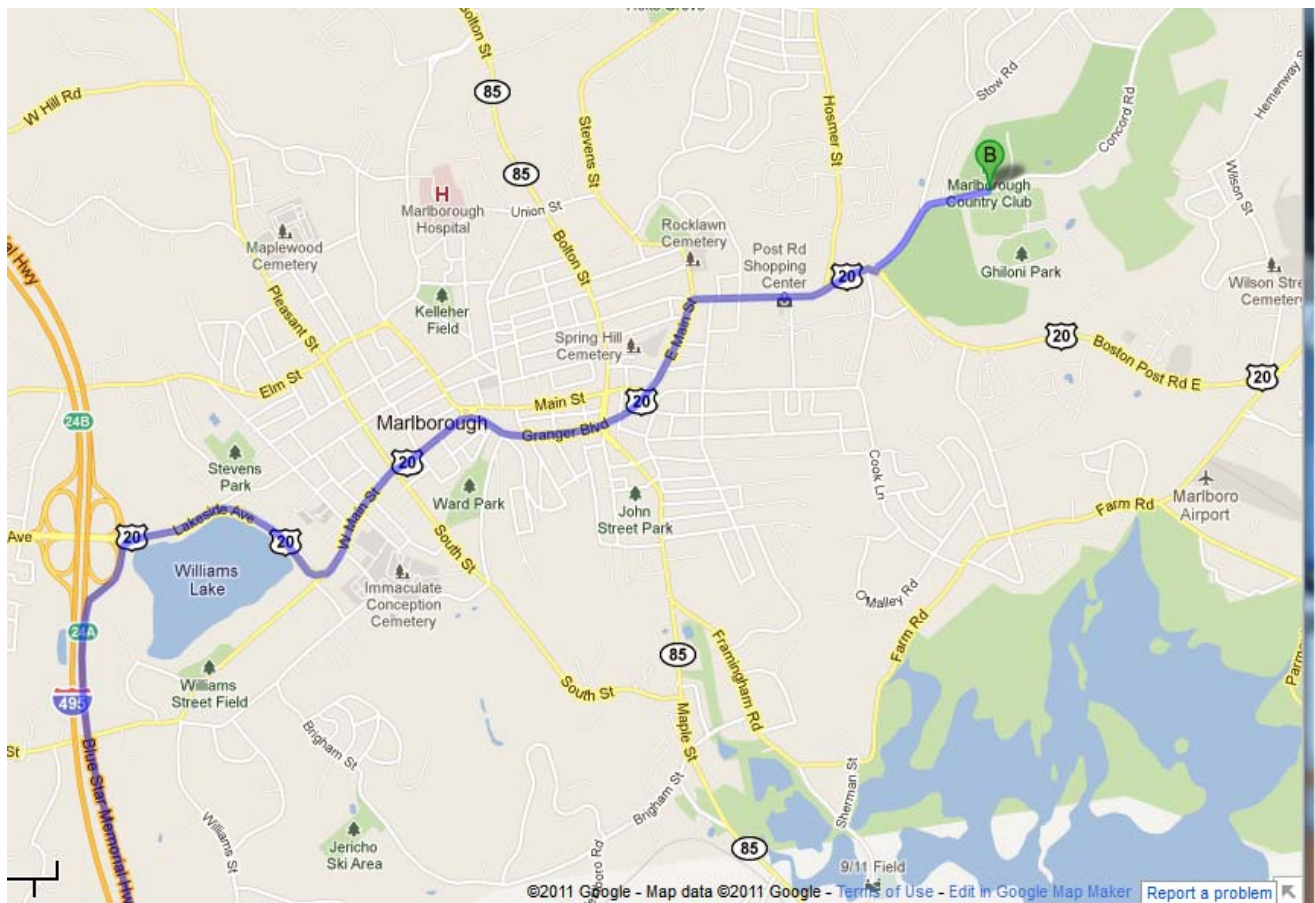 Bolton St
85
W Hill Rd
Stevens St
Hosmer St
Stow Rd
Concord Rd
Hemenway
B
85
H
Marlborough
Hospital
Union St
Marlborough
Country Club
Wilson St
Maplewood
Cemetery
Bolton St
Rocklawn
Cemetery
Post Rd
Shopping
Center
20
Ghiloni Park
Wilson Stre
Cemetery
Hwy
Pleasant St
Kelleher
Field
Spring Hill
Cemetery
E Main St
20
Boston Post Rd E
20
Elm St
Main St
20
24B
Marlborough
Granger Blvd
20
Stevens
Park
Ward Park
John
Street Park
Cook Ln
Marlboro
Airport
Farm Rd
Ave
20
Lakeside Ave
20
W Main St
South St
Williams
Lake
Immaculate
Conception
Cemetery
O'Malley Rd
24A
Farm Rd
Framingham Rd
85
Williams
Street Field
South St
495
St
Blue Star Memorial Hw
Brigham St
Maple St
Brigham St
Sherman St
Williams St
Jericho
Ski Area
85
boro Rd
9/11 Field
©2011 Google - Map data ©2011 Google - Terms of Use - Edit in Google Map Maker
Report a problem